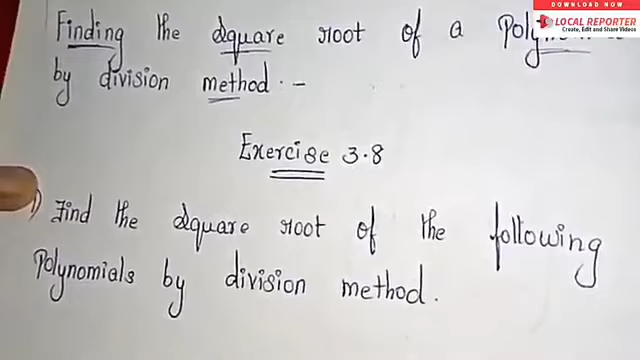 DOWNLOAD NOW
LOCAL REPORTER
Create, Edit and Share Videos
Finding the square root of a
by division method . -
Exercise 3.8
1) Find the square root of the following
Polynomials by division method.